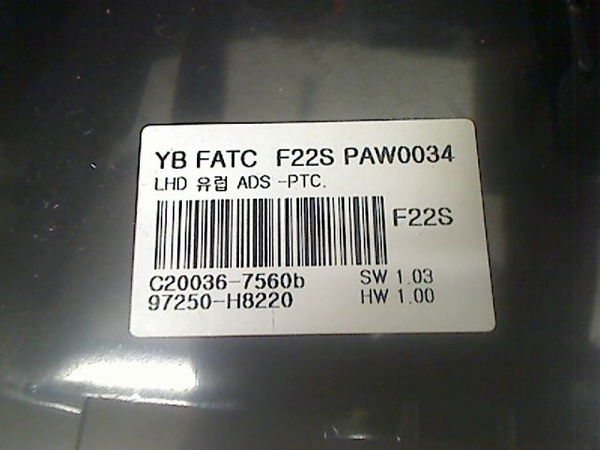 YB FATC F22S PAW0034
LHD 유럽 ADS -PTC.
F22S
C20036-7560b SW 1.03
97250-H8220 HW 1.00